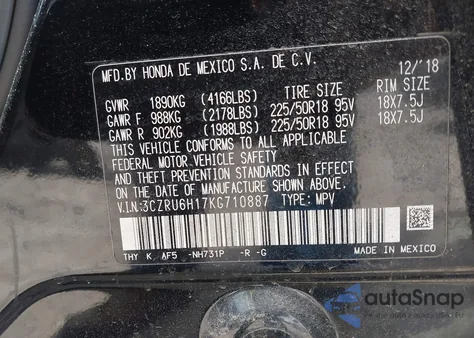 MFD.BY HONDA DE MEXICO S.A. DE C.V.
12/'18
GVWR 1890KG (4166LBS) TIRE SIZE RIM SIZE
GAWR F 988KG (2178LBS) 225/50R18 95V 18X7.5J
GAWR R 902KG (1988LBS) 225/50R18 95V 18X7.5J
THIS VEHICLE CONFORMS TO ALL APPLICABLE
FEDERAL MOTOR VEHICLE SAFETY
AND THEFT PREVENTION STANDARDS IN EFFECT
ON THE DATE OF MANUFACTURE SHOWN ABOVE.
V.I.N:3CZRU6H17KG710887 TYPE: MPV
THY K AF5 -NH731P -R -G MADE IN MEXICO
autoSnap